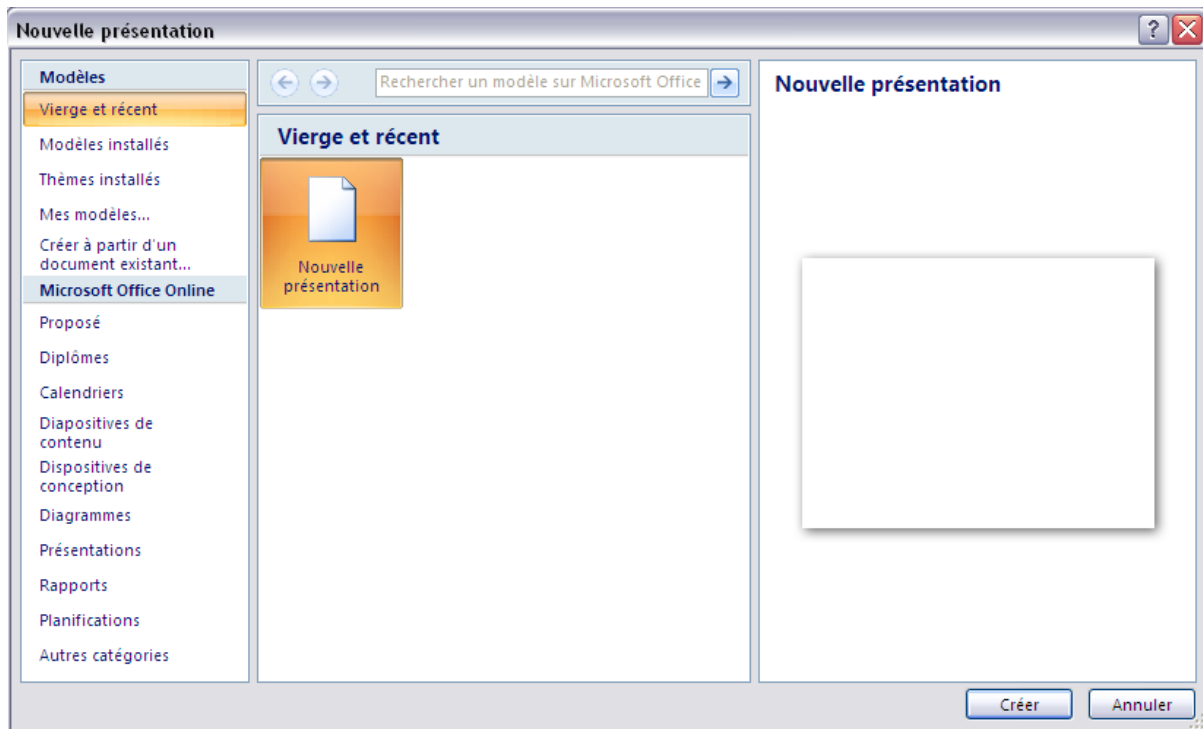 Nouvelle présentation
Modèles
Vierge et récent
Modèles installés
Thèmes installés
Mes modèles...
Créer à partir d'un
document existant...
Microsoft Office Online
Proposé
Diplômes
Calendriers
Diapositives de
contenu
Dispositives de
conception
Diagrammes
Présentations
Rapports
Planifications
Autres catégories
Rechercher un modèle sur Microsoft Office
Vierge et récent
Nouvelle
présentation
Nouvelle présentation
Créer
Annuler